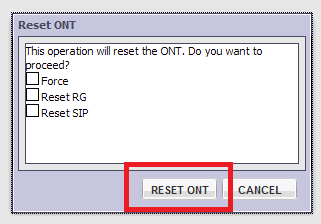 Reset ONT
This operation will reset the ONT. Do you want to
proceed?
Force
Reset RG
Reset SIP
RESET ONT
CANCEL